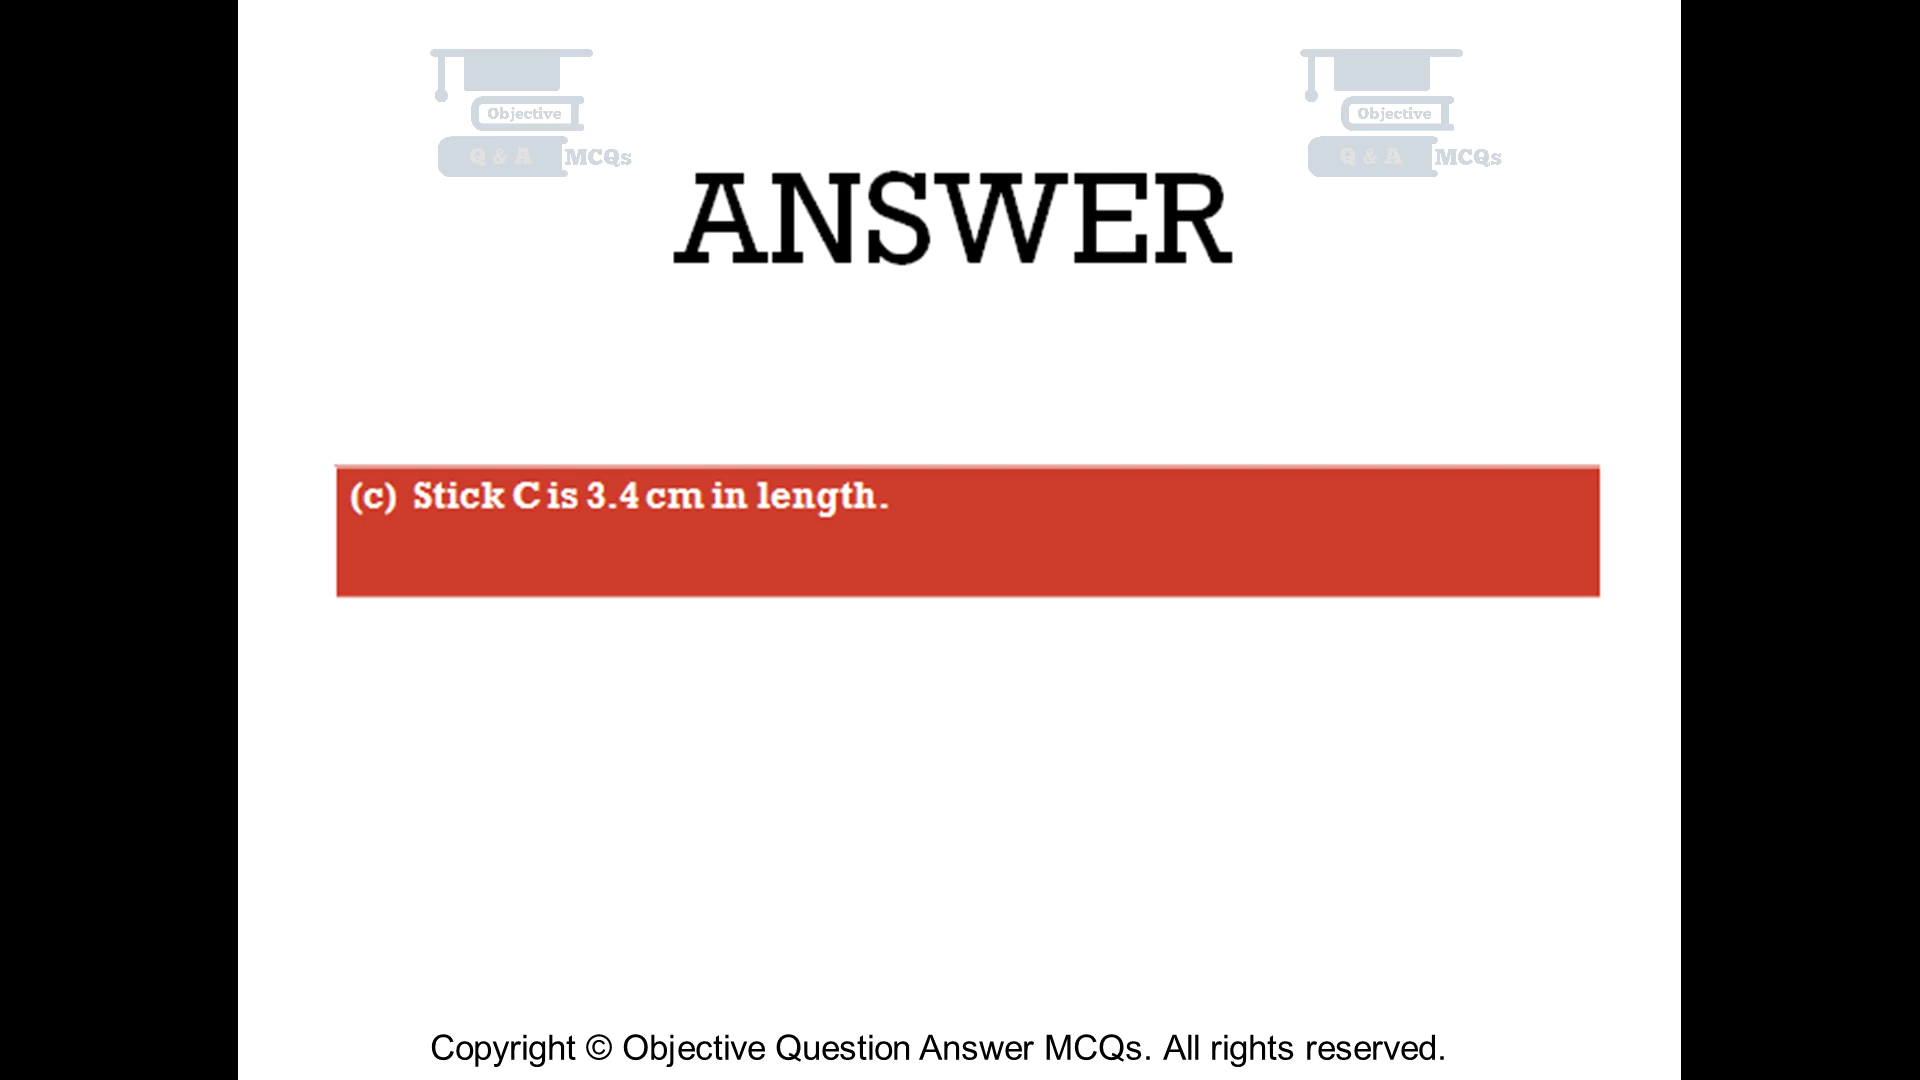 Objective
Q & A MCQs
Objective
Q & A MCQs
ANSWER
(c) Stick C is 3.4 cm in length.
Copyright © Objective Question Answer MCQs. All rights reserved.